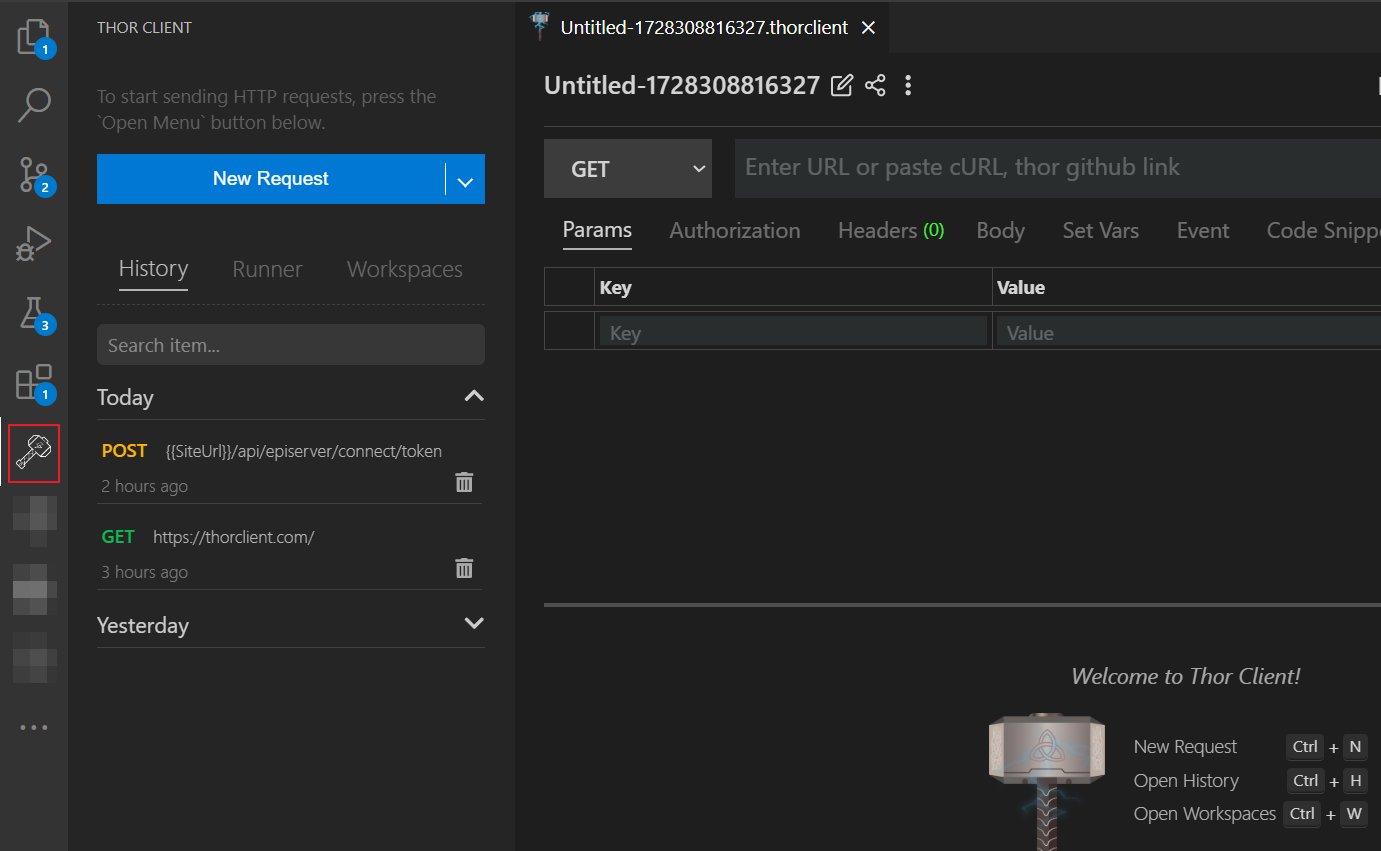 THOR CLIENT
To start sending HTTP requests, press the
`Open Menu` button below.
New Request
History Runner Workspaces
Search item...
Today
POST {{SiteUrl}}/api/episerver/connect/token
2 hours ago
GET https://thorclient.com/
3 hours ago
Yesterday
1
2
3
1
Untitled-1728308816327.thorclient
Untitled-1728308816327
GET Enter URL or paste cURL, thor github link
Params Authorization Headers (0) Body Set Vars Event Code Snipp
Key Value
Key Value
Welcome to Thor Client!
New Request Ctrl + N
Open History Ctrl + H
Open Workspaces Ctrl + W